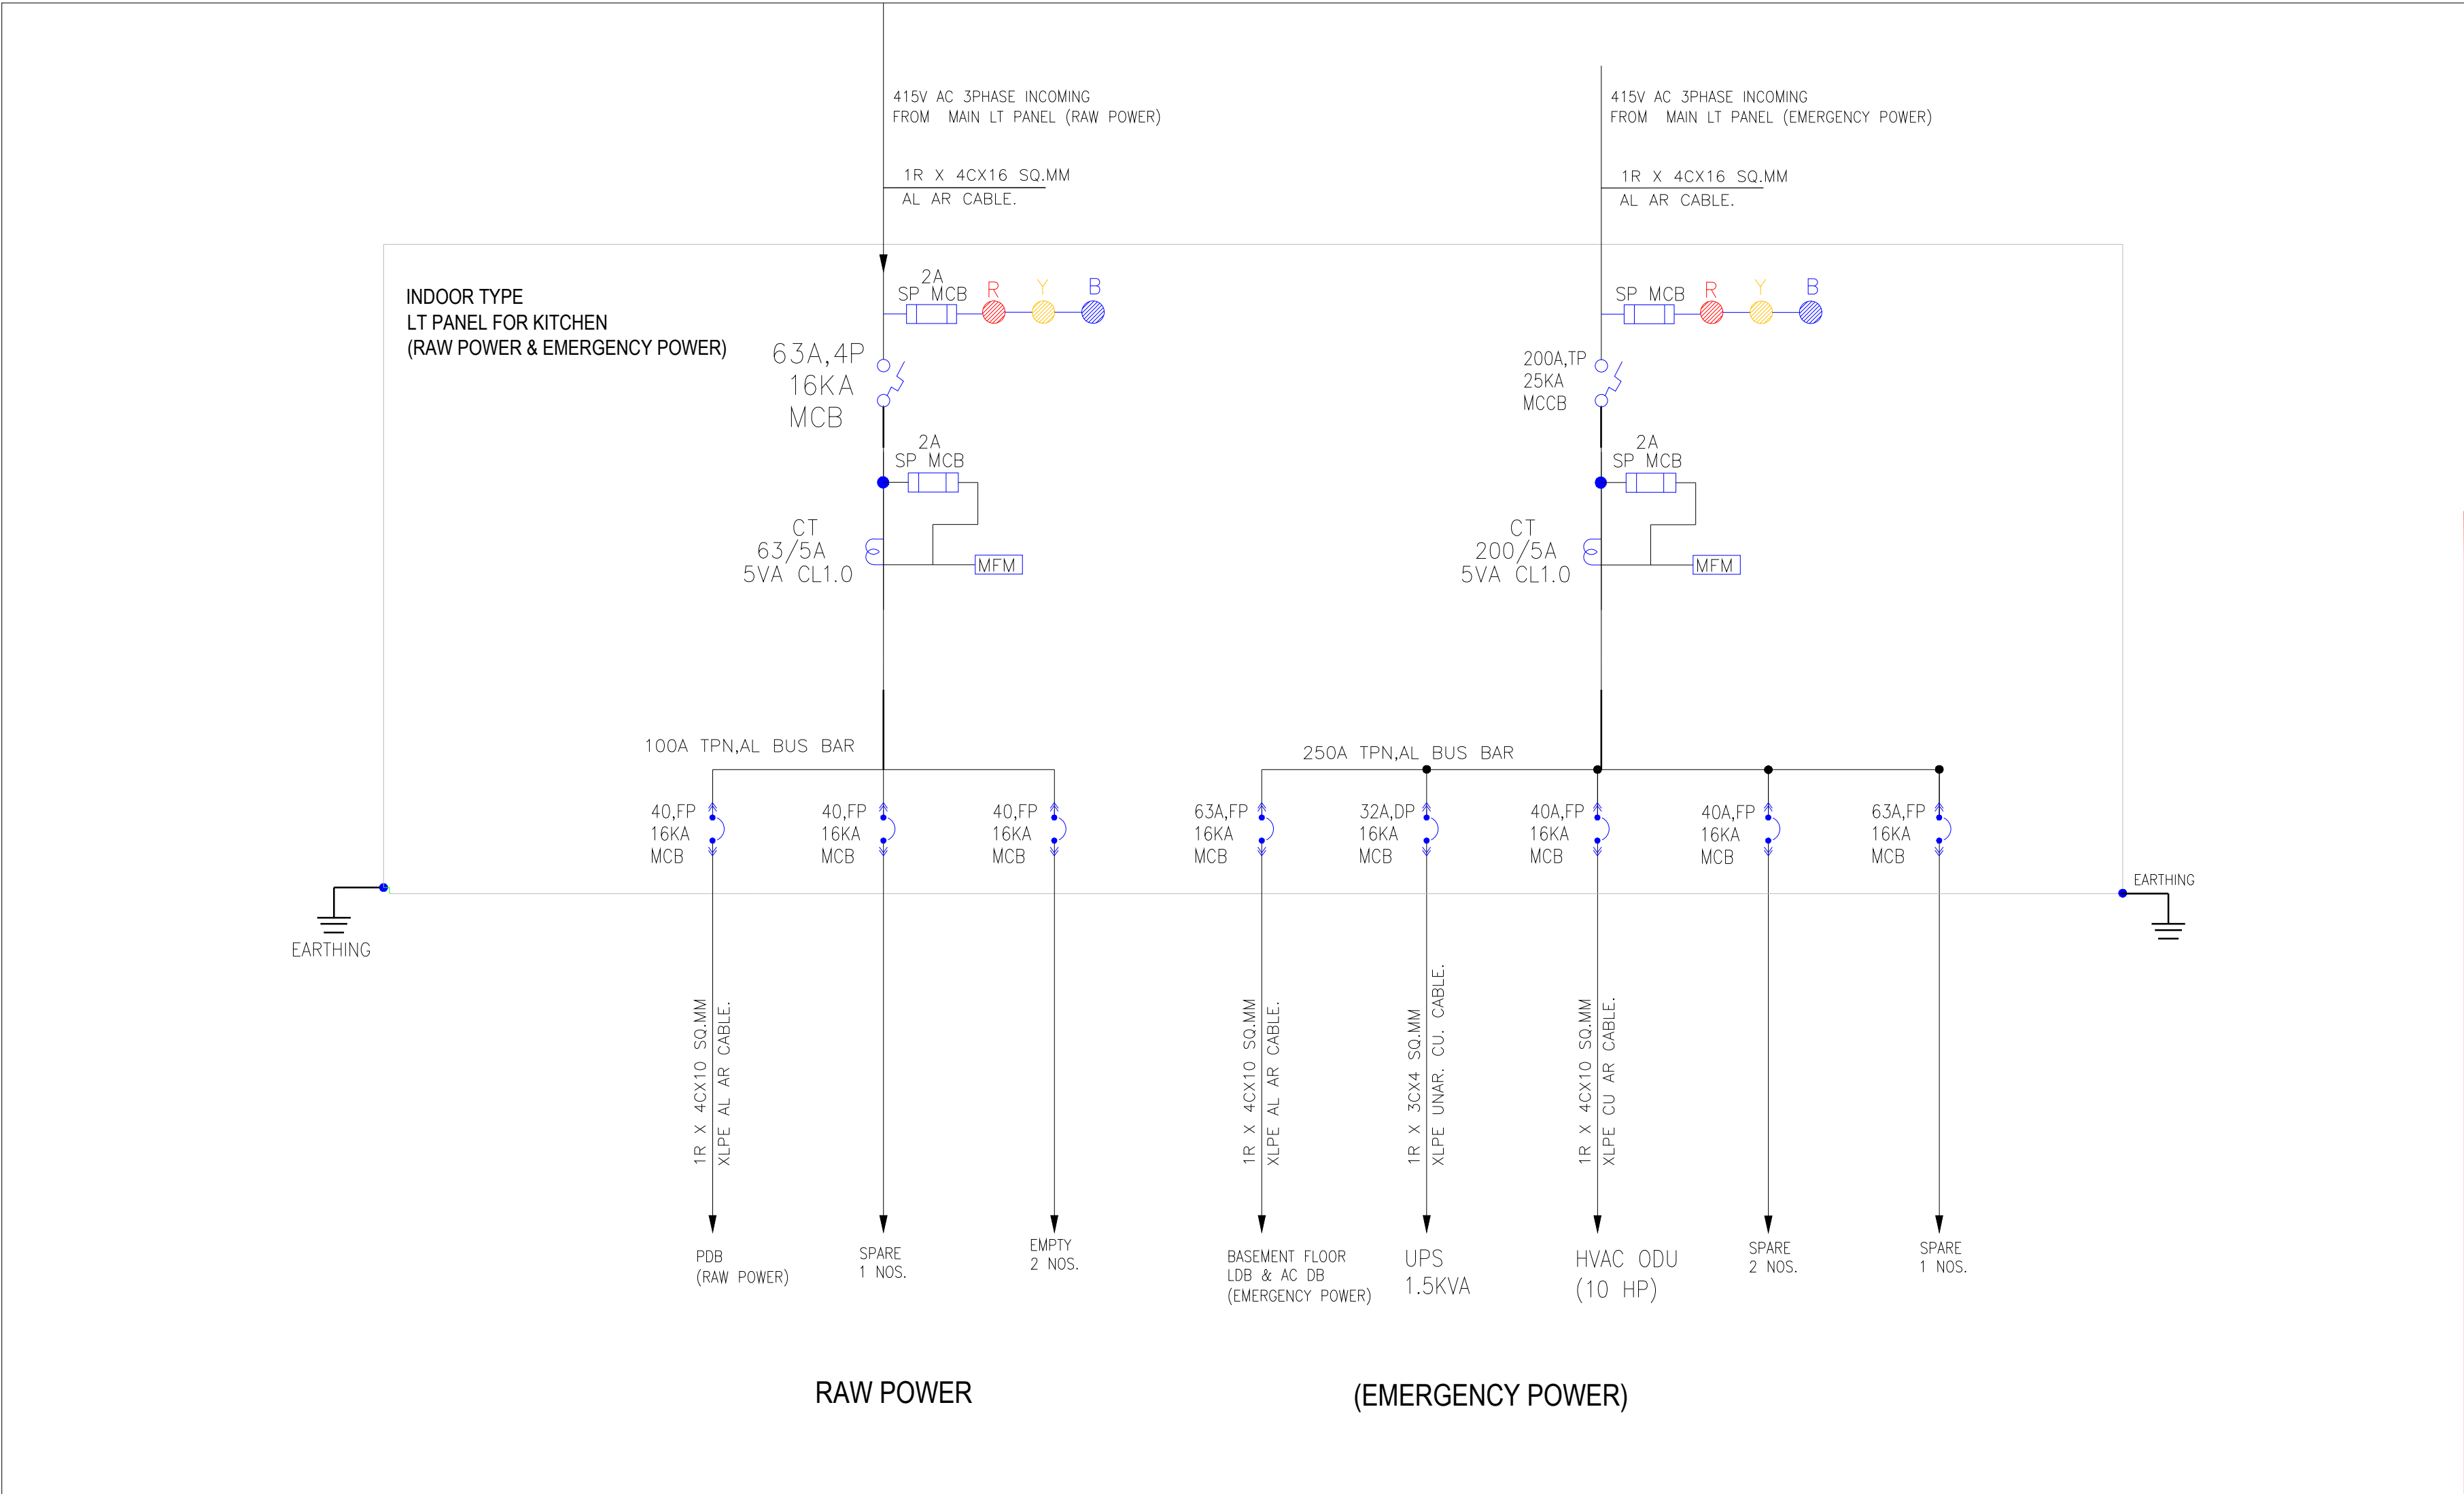 415V AC 3PHASE INCOMING
FROM MAIN LT PANEL (RAW POWER)
1R X 4CX16 SQ.MM
AL AR CABLE.
415V AC 3PHASE INCOMING
FROM MAIN LT PANEL (EMERGENCY POWER)
1R X 4CX16 SQ.MM
AL AR CABLE.
INDOOR TYPE
LT PANEL FOR KITCHEN
(RAW POWER & EMERGENCY POWER)
2A
SP MCB
R
Y
B
63A,4P
16KA
MCB
2A
SP MCB
CT
63/5A
5VA CL1.0
MFM
SP MCB
R
Y
B
200A,TP
25KA
MCCB
2A
SP MCB
CT
200/5A
5VA CL1.0
MFM
100A TPN,AL BUS BAR
250A TPN,AL BUS BAR
40,FP
16KA
MCB
40,FP
16KA
MCB
40,FP
16KA
MCB
63A,FP
16KA
MCB
32A,DP
16KA
MCB
40A,FP
16KA
MCB
40A,FP
16KA
MCB
63A,FP
16KA
MCB
EARTHING
EARTHING
1R X 4CX10 SQ.MM
XLPE AL AR CABLE.
1R X 4CX10 SQ.MM
XLPE AL AR CABLE.
1R X 3CX4 SQ.MM
XLPE UNAR. CU. CABLE.
1R X 4CX10 SQ.MM
XLPE CU AR CABLE.
PDB
(RAW POWER)
SPARE
1 NOS.
EMPTY
2 NOS.
BASEMENT FLOOR
LDB & AC DB
(EMERGENCY POWER)
UPS
1.5KVA
HVAC ODU
(10 HP)
SPARE
2 NOS.
SPARE
1 NOS.
RAW POWER
(EMERGENCY POWER)